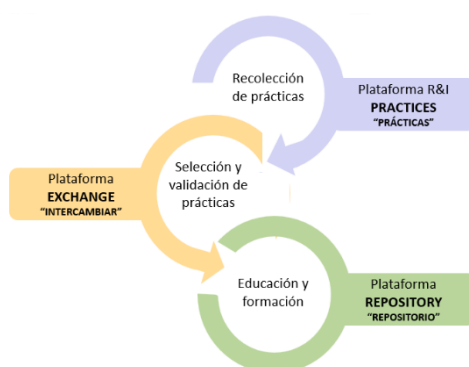 Recolección
de prácticas
Plataforma R&I
PRACTICES
"PRÁCTICAS"
Selección y
validación de
prácticas
Plataforma
EXCHANGE
"INTERCAMBIAR"
Educación y
formación
Plataforma
REPOSITORY
"REPOSITORIO"